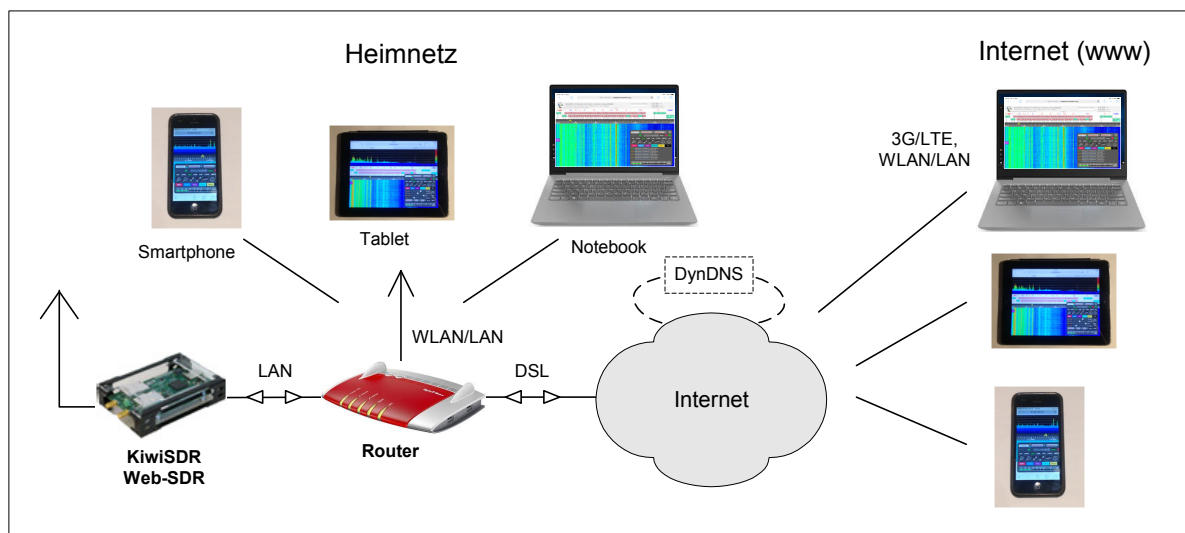 Heimnetz
Internet (www)
3G/LTE,
WLAN/LAN
Smartphone
Tablet
Notebook
DynDNS
WLAN/LAN
LAN
DSL
Internet
KiwiSDR
Web-SDR
Router